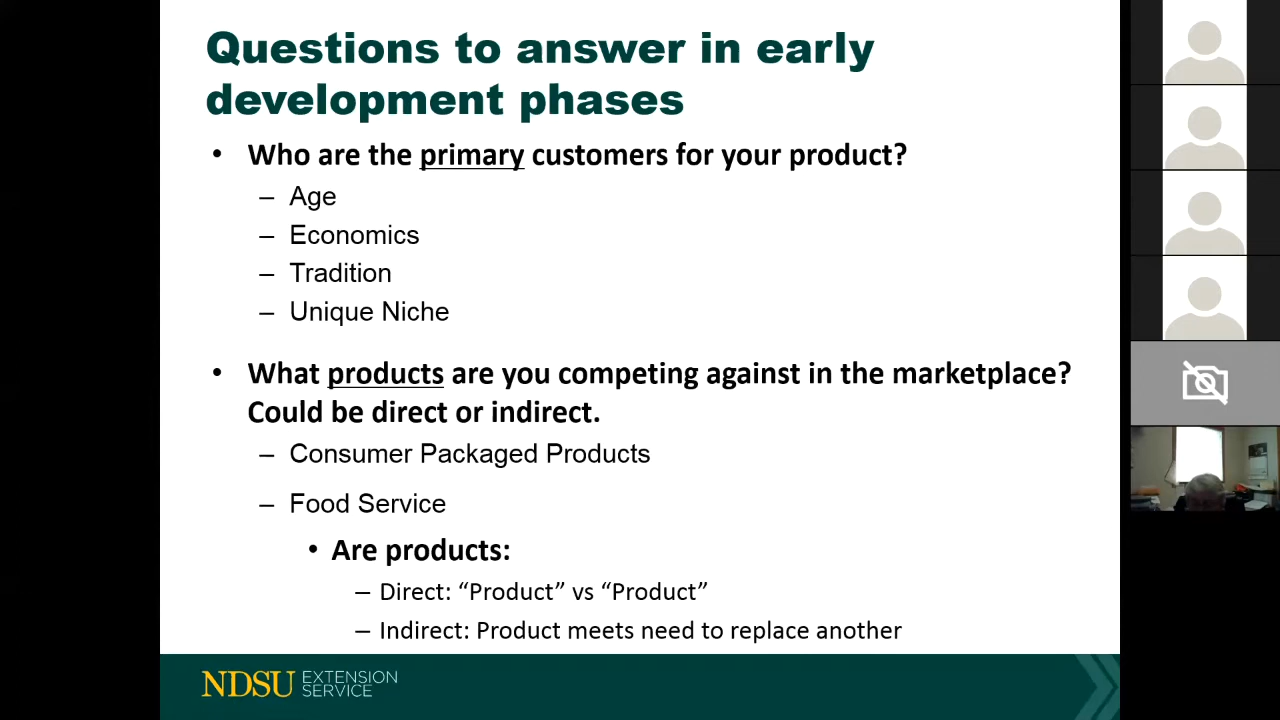 Questions to answer in early
development phases
• Who are the primary customers for your product?
– Age
– Economics
– Tradition
– Unique Niche
• What products are you competing against in the marketplace?
Could be direct or indirect.
– Consumer Packaged Products
– Food Service
• Are products:
– Direct: “Product” vs “Product”
– Indirect: Product meets need to replace another
NDSU EXTENSION
SERVICE